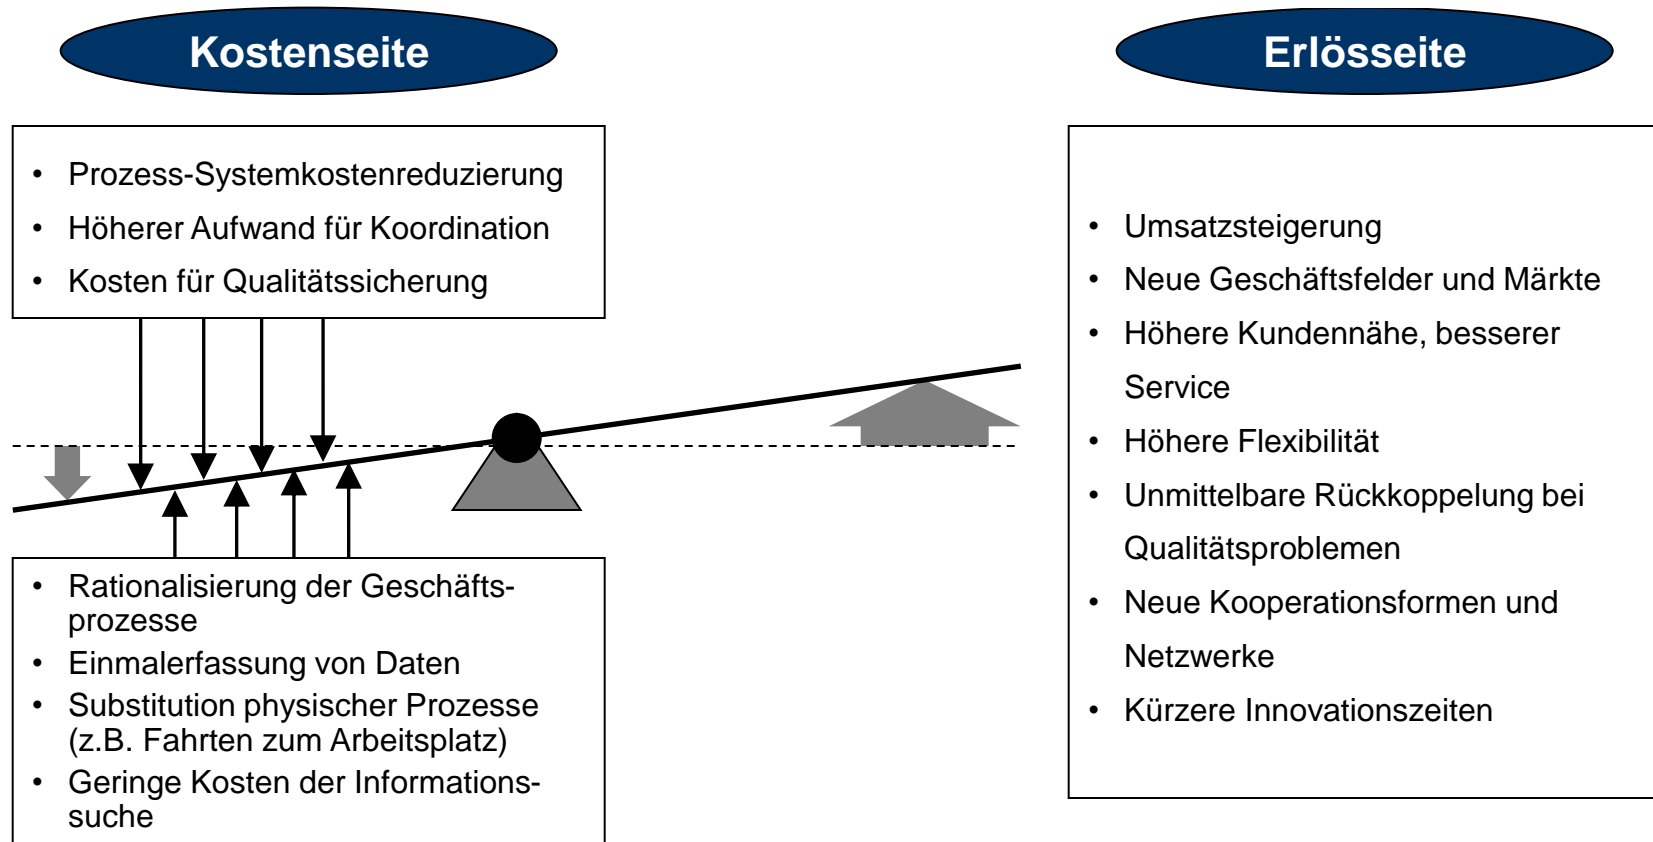 Kostenseite
• Prozess-Systemkostenreduzierung
• Höherer Aufwand für Koordination
• Kosten für Qualitätssicherung
• Rationalisierung der Geschäfts-
prozesse
• Einmalerfassung von Daten
• Substitution physischer Prozesse
(z.B. Fahrten zum Arbeitsplatz)
• Geringe Kosten der Informations-
suche
Erlösseite
• Umsatzsteigerung
• Neue Geschäftsfelder und Märkte
• Höhere Kundennähe, besserer
Service
• Höhere Flexibilität
• Unmittelbare Rückkoppelung bei
Qualitätsproblemen
• Neue Kooperationsformen und
Netzwerke
• Kürzere Innovationszeiten